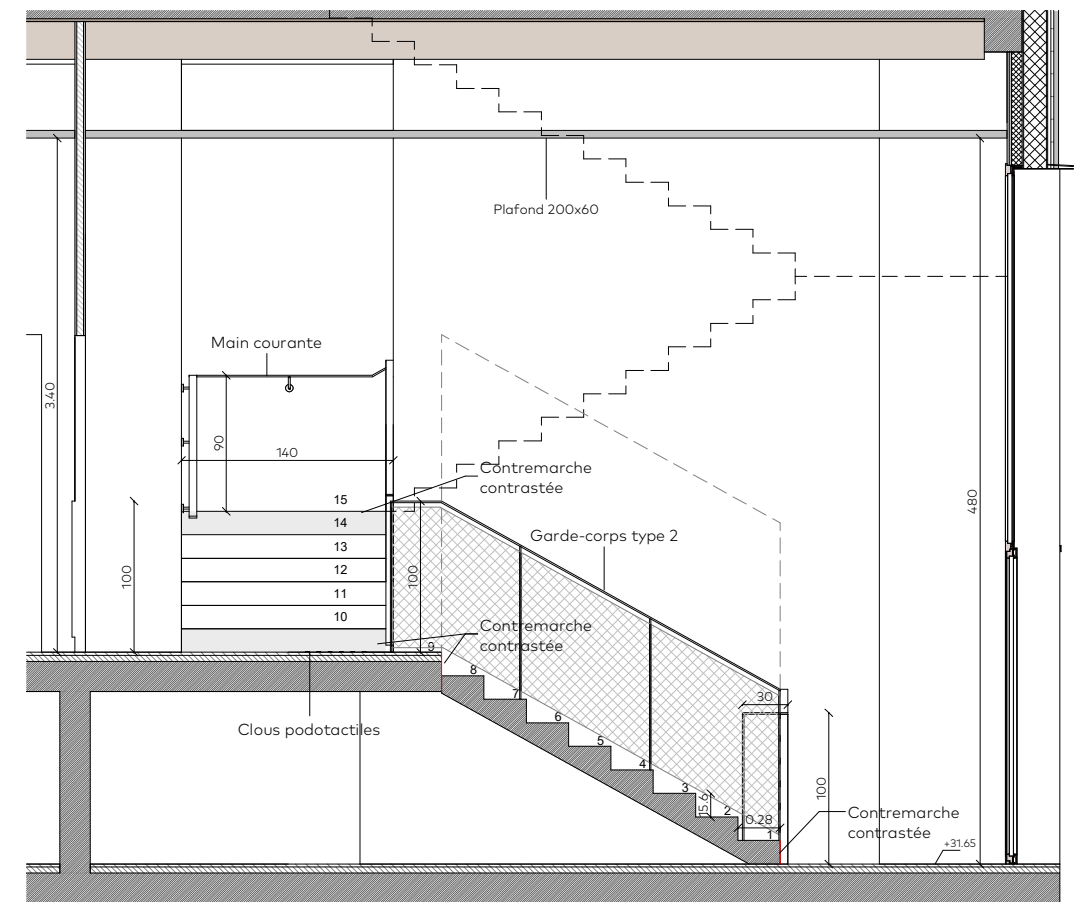 Plafond 200x60
Main courante
3.40
90
140
Contremarche
contrastée
15
14
13
12
11
10
480
Garde-corps type 2
100
100
Contremarche
contrastée
9
8
7
6
5
4
3
2
1
30
15.6
0.28
100
Clous podotactiles
Contremarche
contrastée
+31.65